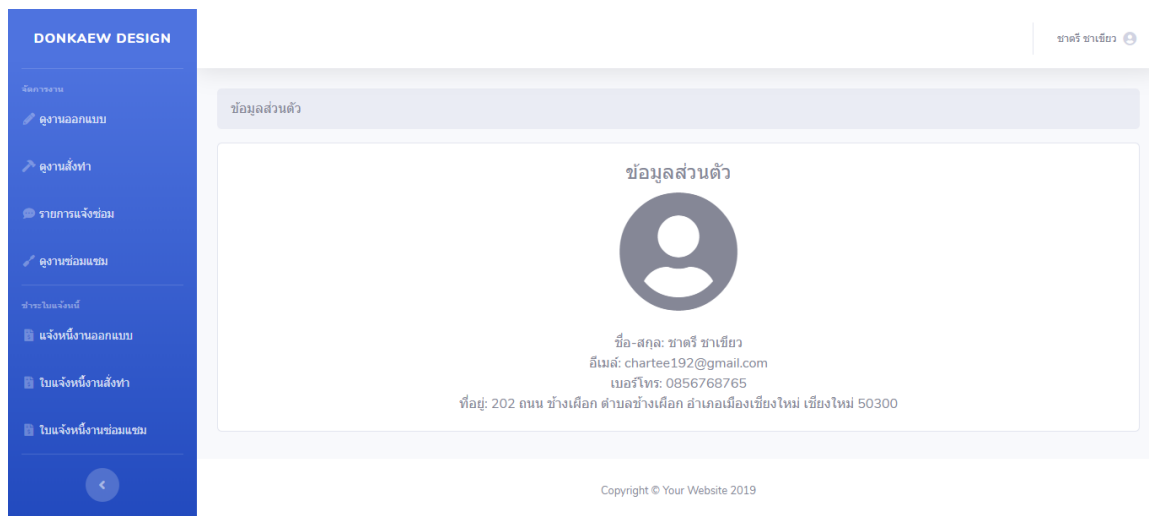 DONKAEW DESIGN
ชาตรี ชาเขียว
จัดการงาน
ดูงานออกแบบ
ดูงานสั่งทำ
รายการแจ้งซ่อม
ดูงานซ่อมแซม
ชำระใบแจ้งหนี้
แจ้งหนี้งานออกแบบ
ใบแจ้งหนี้งานสั่งทำ
ใบแจ้งหนี้งานซ่อมแซม
ข้อมูลส่วนตัว
ข้อมูลส่วนตัว
ชื่อ-สกุล: ชาตรี ชาเขียว
อีเมล์: chartee192@gmail.com
เบอร์โทร: 0856768765
ที่อยู่: 202 ถนน ช้างเผือก ตำบลช้างเผือก อำเภอเมืองเชียงใหม่ เชียงใหม่ 50300
Copyright © Your Website 2019